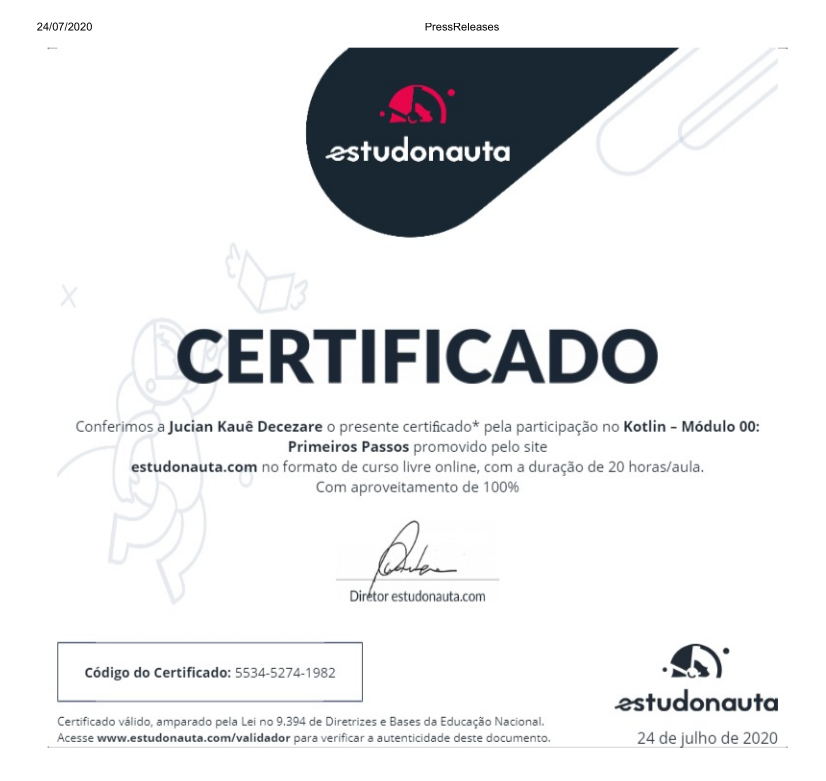 24/07/2020
PressReleases
estudonauta
CERTIFICADO
Conferimos a Jucian Kauê Decezare o presente certificado* pela participação no Kotlin – Módulo 00:
Primeiros Passos promovido pelo site
estudonauta.com no formato de curso livre online, com a duração de 20 horas/aula.
Com aproveitamento de 100%
Diretor estudonauta.com
Código do Certificado: 5534-5274-1982
estudonauta
Certificado válido, amparado pela Lei no 9.394 de Diretrizes e Bases da Educação Nacional.
Acesse www.estudonauta.com/validador para verificar a autenticidade deste documento.
24 de julho de 2020